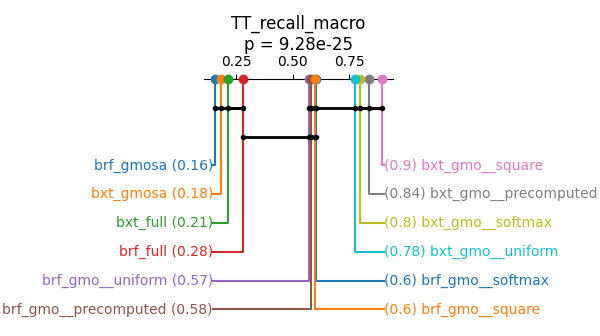 TT_recall_macro
p = 9.28e-25
0.25 0.50 0.75
brf_gmosa (0.16) (0.9) bxt_gmo__square
bxt_gmosa (0.18) (0.84) bxt_gmo__precomputed
bxt_full (0.21) (0.8) bxt_gmo__softmax
brf_full (0.28) (0.78) bxt_gmo__uniform
brf_gmo__uniform (0.57) (0.6) brf_gmo__softmax
brf_gmo__precomputed (0.58) (0.6) brf_gmo__square